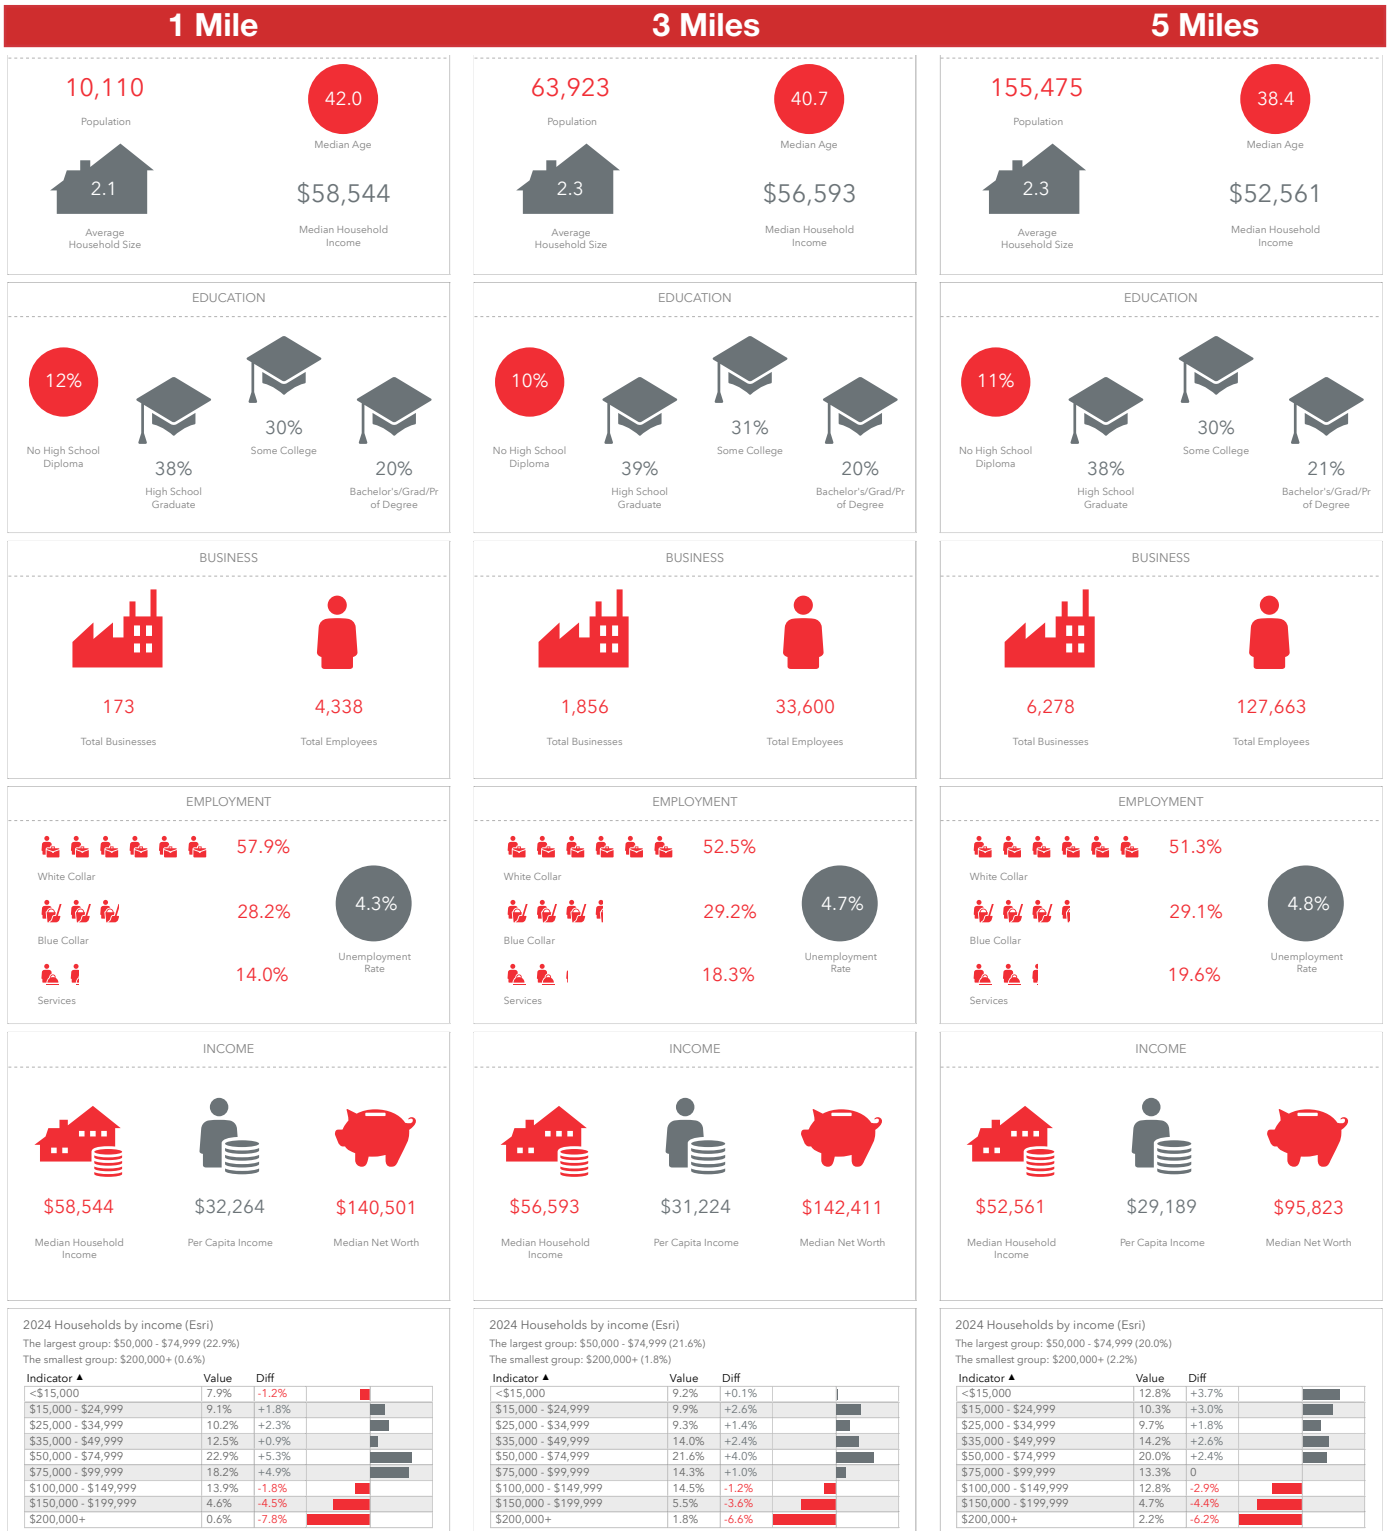 1 Mile
3 Miles
5 Miles
10,110
Population
42.0
Median Age
2.1
Average
Household Size
$58,544
Median Household
Income
63,923
Population
40.7
Median Age
2.3
Average
Household Size
$56,593
Median Household
Income
155,475
Population
38.4
Median Age
2.3
Average
Household Size
$52,561
Median Household
Income
EDUCATION
12%
No High School
Diploma
38%
High School
Graduate
30%
Some College
20%
Bachelor's/Grad/Pr
of Degree
EDUCATION
10%
No High School
Diploma
39%
High School
Graduate
31%
Some College
20%
Bachelor's/Grad/Pr
of Degree
EDUCATION
11%
No High School
Diploma
38%
High School
Graduate
30%
Some College
21%
Bachelor's/Grad/Pr
of Degree
BUSINESS
173
Total Businesses
4,338
Total Employees
BUSINESS
1,856
Total Businesses
33,600
Total Employees
BUSINESS
6,278
Total Businesses
127,663
Total Employees
EMPLOYMENT
57.9%
White Collar
28.2%
Blue Collar
14.0%
Services
4.3%
Unemployment
Rate
EMPLOYMENT
52.5%
White Collar
29.2%
Blue Collar
18.3%
Services
4.7%
Unemployment
Rate
EMPLOYMENT
51.3%
White Collar
29.1%
Blue Collar
19.6%
Services
4.8%
Unemployment
Rate
INCOME
$58,544
Median Household
Income
$32,264
Per Capita Income
$140,501
Median Net Worth
INCOME
$56,593
Median Household
Income
$31,224
Per Capita Income
$142,411
Median Net Worth
INCOME
$52,561
Median Household
Income
$29,189
Per Capita Income
$95,823
Median Net Worth
2024 Households by income (Esri)
The largest group: $50,000 - $74,999 (22.9%)
The smallest group: $200,000+ (0.6%)
Indicator ▲ Value Diff
<$15,000 7.9% -1.2%
$15,000 - $24,999 9.1% +1.8%
$25,000 - $34,999 10.2% +2.3%
$35,000 - $49,999 12.5% +0.9%
$50,000 - $74,999 22.9% +5.3%
$75,000 - $99,999 18.2% +4.9%
$100,000 - $149,999 13.9% -1.8%
$150,000 - $199,999 4.6% -4.5%
$200,000+ 0.6% -7.8%
2024 Households by income (Esri)
The largest group: $50,000 - $74,999 (21.6%)
The smallest group: $200,000+ (1.8%)
Indicator ▲ Value Diff
<$15,000 9.2% +0.1%
$15,000 - $24,999 9.9% +2.6%
$25,000 - $34,999 9.3% +1.4%
$35,000 - $49,999 14.0% +2.4%
$50,000 - $74,999 21.6% +4.0%
$75,000 - $99,999 14.3% +1.0%
$100,000 - $149,999 14.5% -1.2%
$150,000 - $199,999 5.5% -3.6%
$200,000+ 1.8% -6.6%
2024 Households by income (Esri)
The largest group: $50,000 - $74,999 (20.0%)
The smallest group: $200,000+ (2.2%)
Indicator ▲ Value Diff
<$15,000 12.8% +3.7%
$15,000 - $24,999 10.3% +3.0%
$25,000 - $34,999 9.7% +1.8%
$35,000 - $49,999 14.2% +2.6%
$50,000 - $74,999 20.0% +2.4%
$75,000 - $99,999 13.3% 0
$100,000 - $149,999 12.8% -2.9%
$150,000 - $199,999 4.7% -4.4%
$200,000+ 2.2% -6.2%